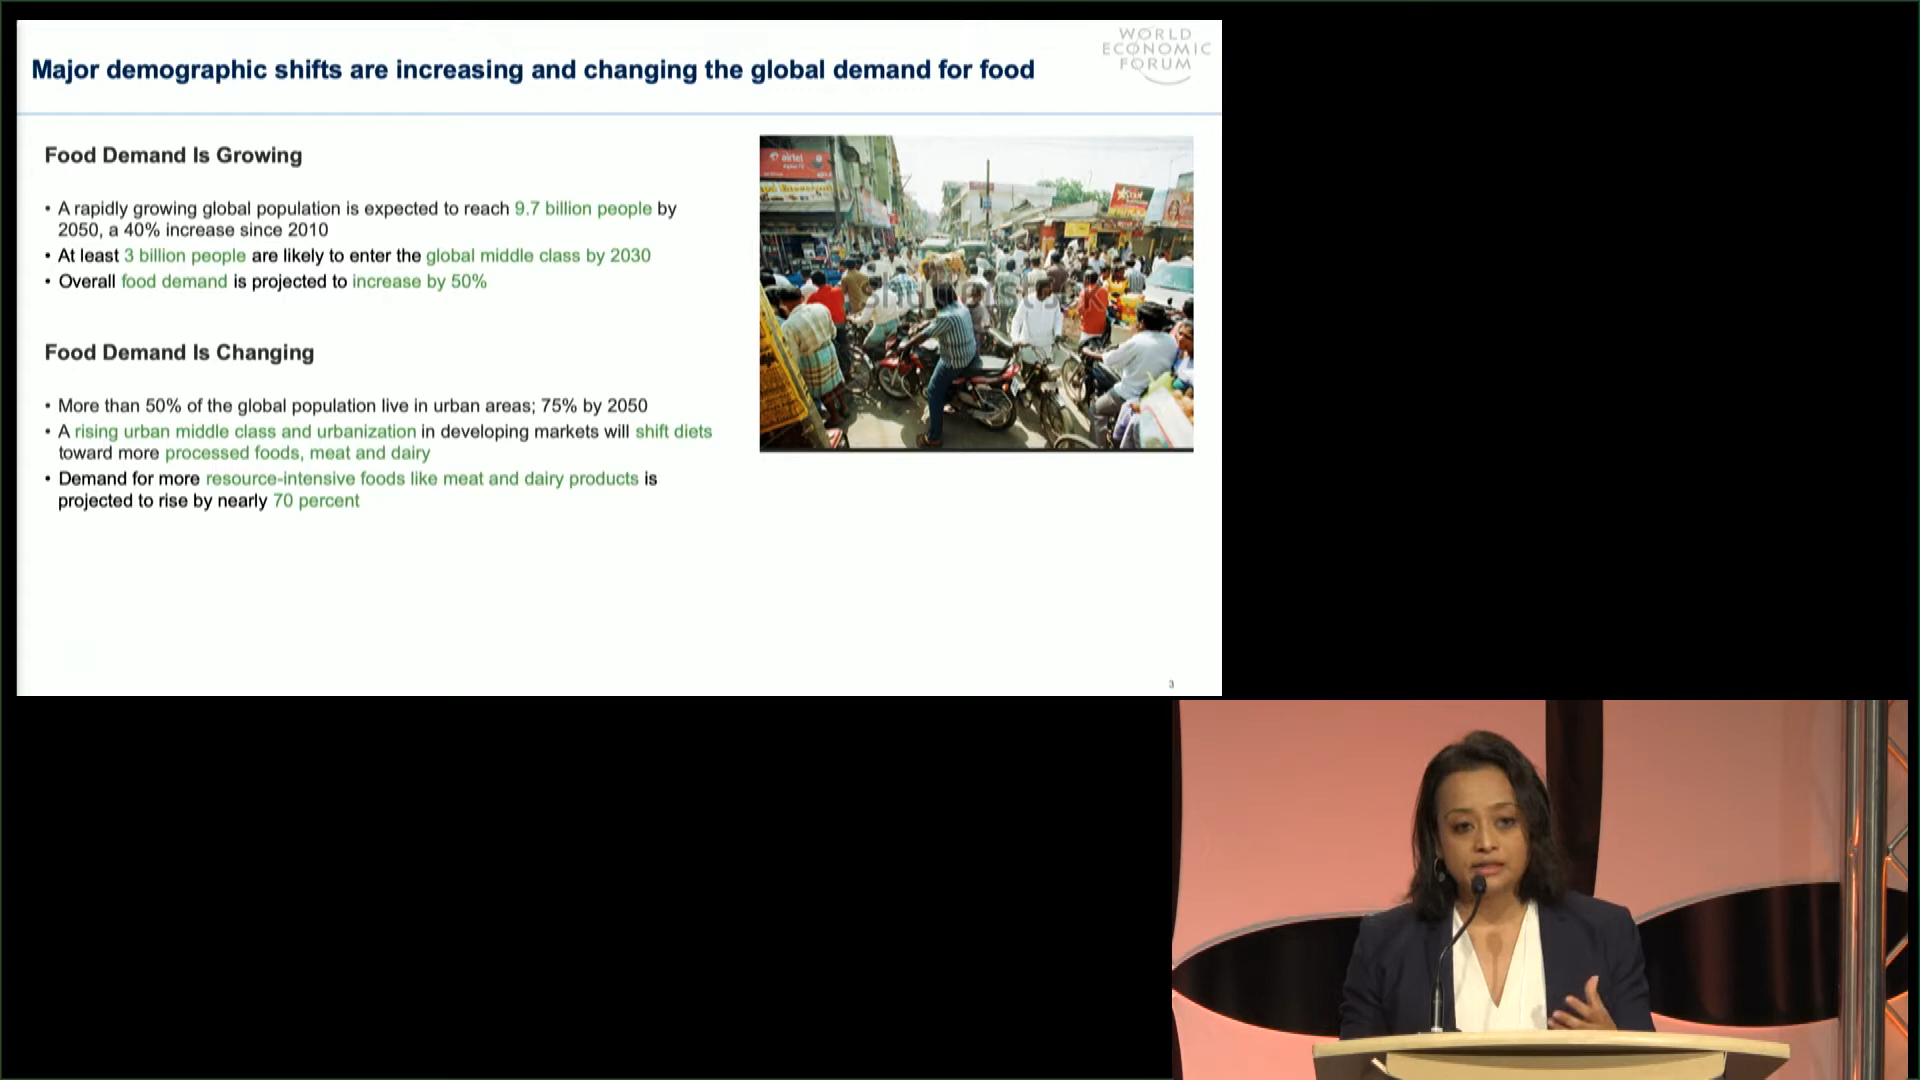 WORLD
ECONOMIC
FORUM
Major demographic shifts are increasing and changing the global demand for food
Food Demand Is Growing
• A rapidly growing global population is expected to reach 9.7 billion people by
2050, a 40% increase since 2010
• At least 3 billion people are likely to enter the global middle class by 2030
• Overall food demand is projected to increase by 50%
Food Demand Is Changing
• More than 50% of the global population live in urban areas; 75% by 2050
• A rising urban middle class and urbanization in developing markets will shift diets
toward more processed foods, meat and dairy
• Demand for more resource-intensive foods like meat and dairy products is
projected to rise by nearly 70 percent
airtel
shutterstock
3